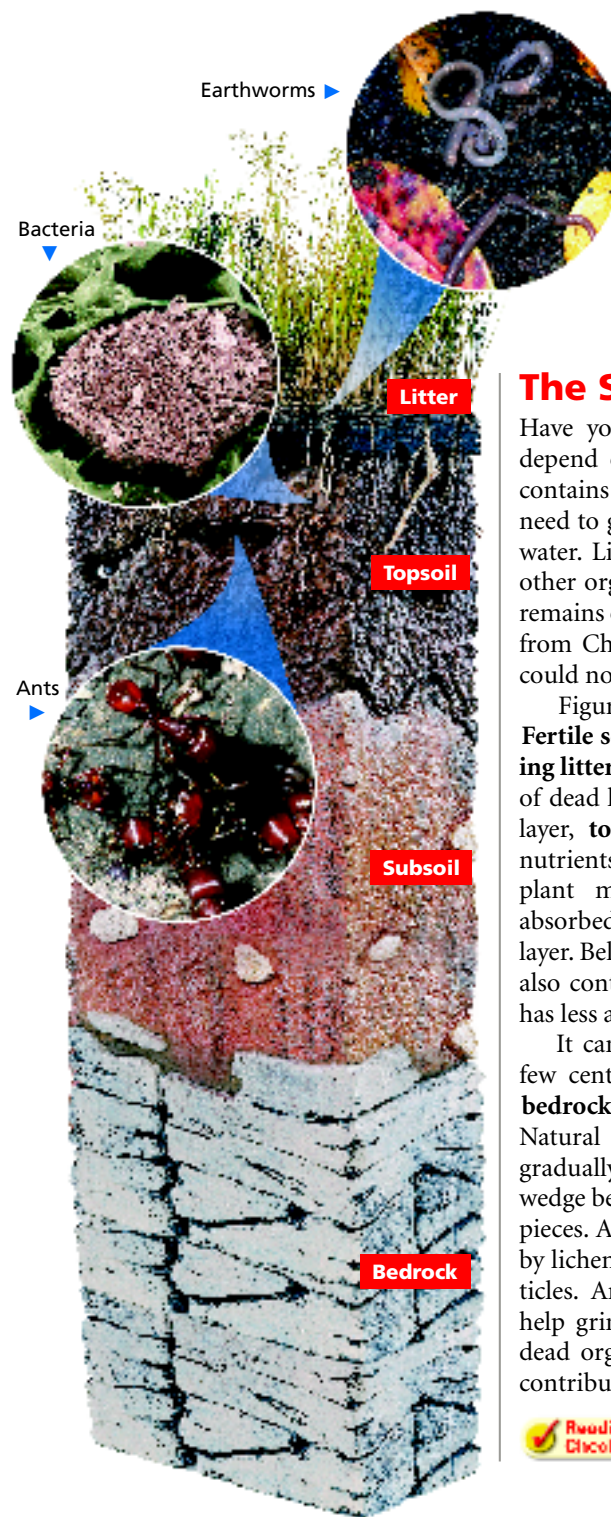 Earthworms
Bacteria
Litter
Topsoil
Ants
Subsoil
Bedrock
The S
Have yo
depend
contains
need to g
water. Li
other org
remains
from Ch
could no
Figur
Fertile s
ing litter
of dead l
layer, to
nutrients
plant m
absorbed
layer. Bel
also cont
has less a
It can
few cent
bedrock
Natural
gradually
wedge be
pieces. A
by lichen
ticles. An
help grin
dead org
contribu